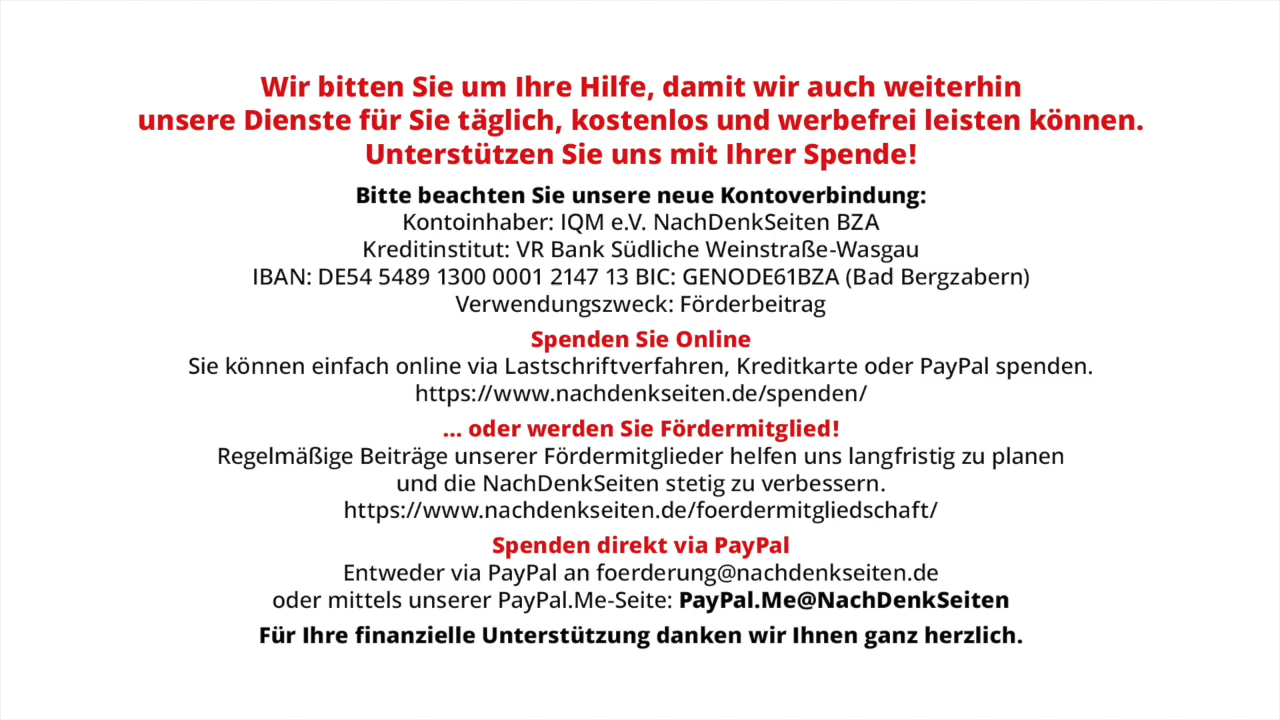 Wir bitten Sie um Ihre Hilfe, damit wir auch weiterhin
unsere Dienste für Sie täglich, kostenlos und werbefrei leisten können.
Unterstützen Sie uns mit Ihrer Spende!
Bitte beachten Sie unsere neue Kontoverbindung:
Kontoinhaber: IQM e.V. NachDenkSeiten BZA
Kreditinstitut: VR Bank Südliche Weinstraße-Wasgau
IBAN: DE54 5489 1300 0001 2147 13 BIC: GENODE61BZA (Bad Bergzabern)
Verwendungszweck: Förderbeitrag
Spenden Sie Online
Sie können einfach online via Lastschriftverfahren, Kreditkarte oder PayPal spenden.
https://www.nachdenkseiten.de/spenden/
... oder werden Sie Fördermitglied!
Regelmäßige Beiträge unserer Fördermitglieder helfen uns langfristig zu planen
und die NachDenkSeiten stetig zu verbessern.
https://www.nachdenkseiten.de/foerdermitgliedschaft/
Spenden direkt via PayPal
Entweder via PayPal an foerderung@nachdenkseiten.de
oder mittels unserer PayPal.Me-Seite: PayPal.Me@NachDenkSeiten
Für Ihre finanzielle Unterstützung danken wir Ihnen ganz herzlich.